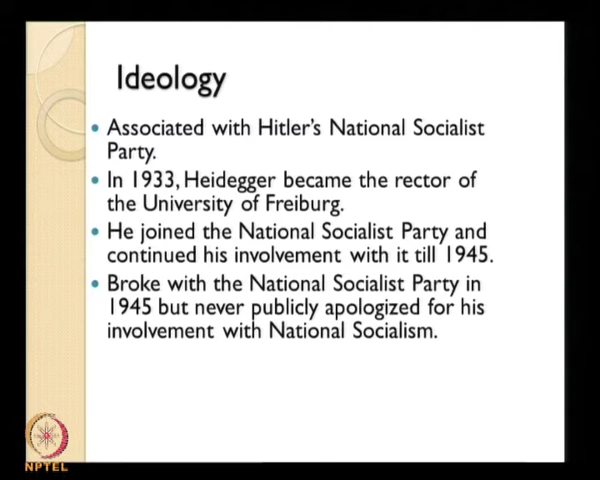 Ideology
Associated with Hitler's National Socialist
Party.
In 1933, Heidegger became the rector of
the University of Freiburg.
He joined the National Socialist Party and
continued his involvement with it till 1945.
Broke with the National Socialist Party in
1945 but never publicly apologized for his
involvement with National Socialism.
NPTEL